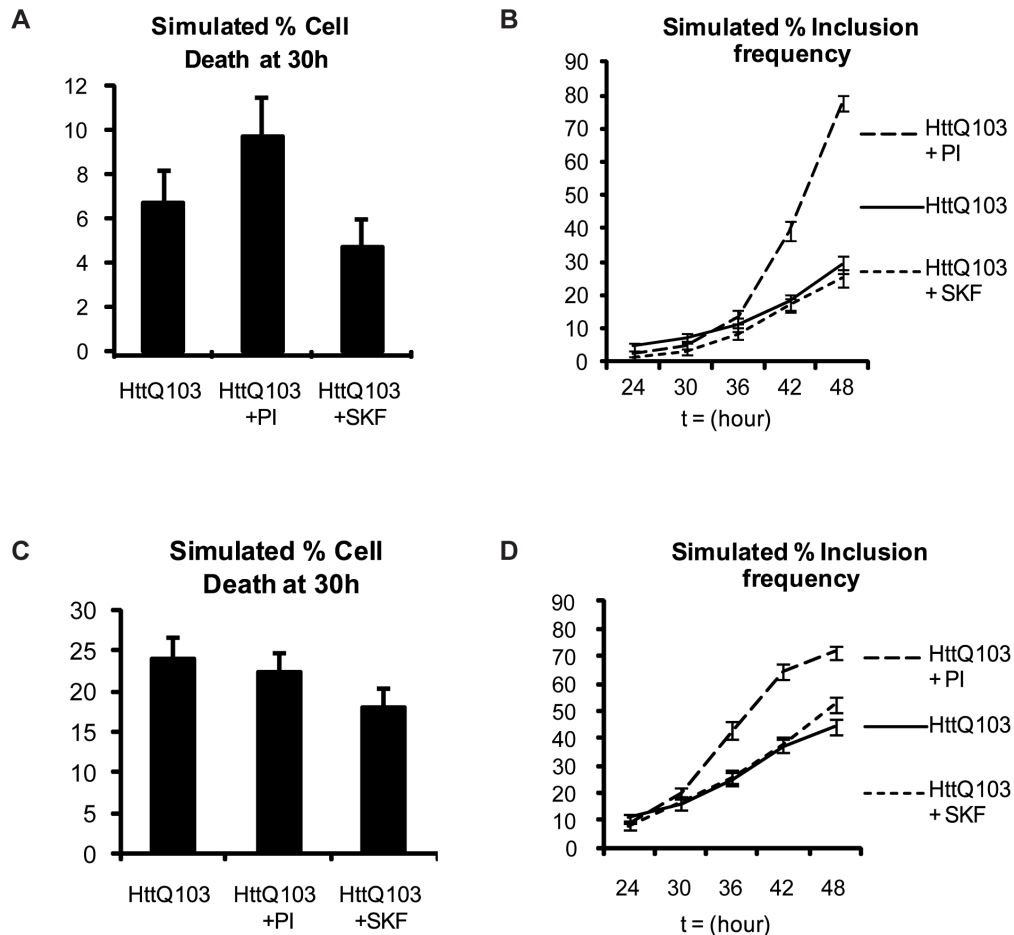 A
Simulated % Cell
Death at 30h
12
10
8
6
4
2
0
HttQ103
HttQ103
+PI
HttQ103
+SKF
B
Simulated % Inclusion
frequency
90
80
70
60
50
40
30
20
10
0
24 30 36 42 48
t = (hour)
HttQ103
+ PI
HttQ103
HttQ103
+ SKF
C
Simulated % Cell
Death at 30h
30
25
20
15
10
5
0
HttQ103
HttQ103
+PI
HttQ103
+SKF
D
Simulated % Inclusion
frequency
90
80
70
60
50
40
30
20
10
0
24 30 36 42 48
t = (hour)
HttQ103
+ PI
HttQ103
HttQ103
+ SKF